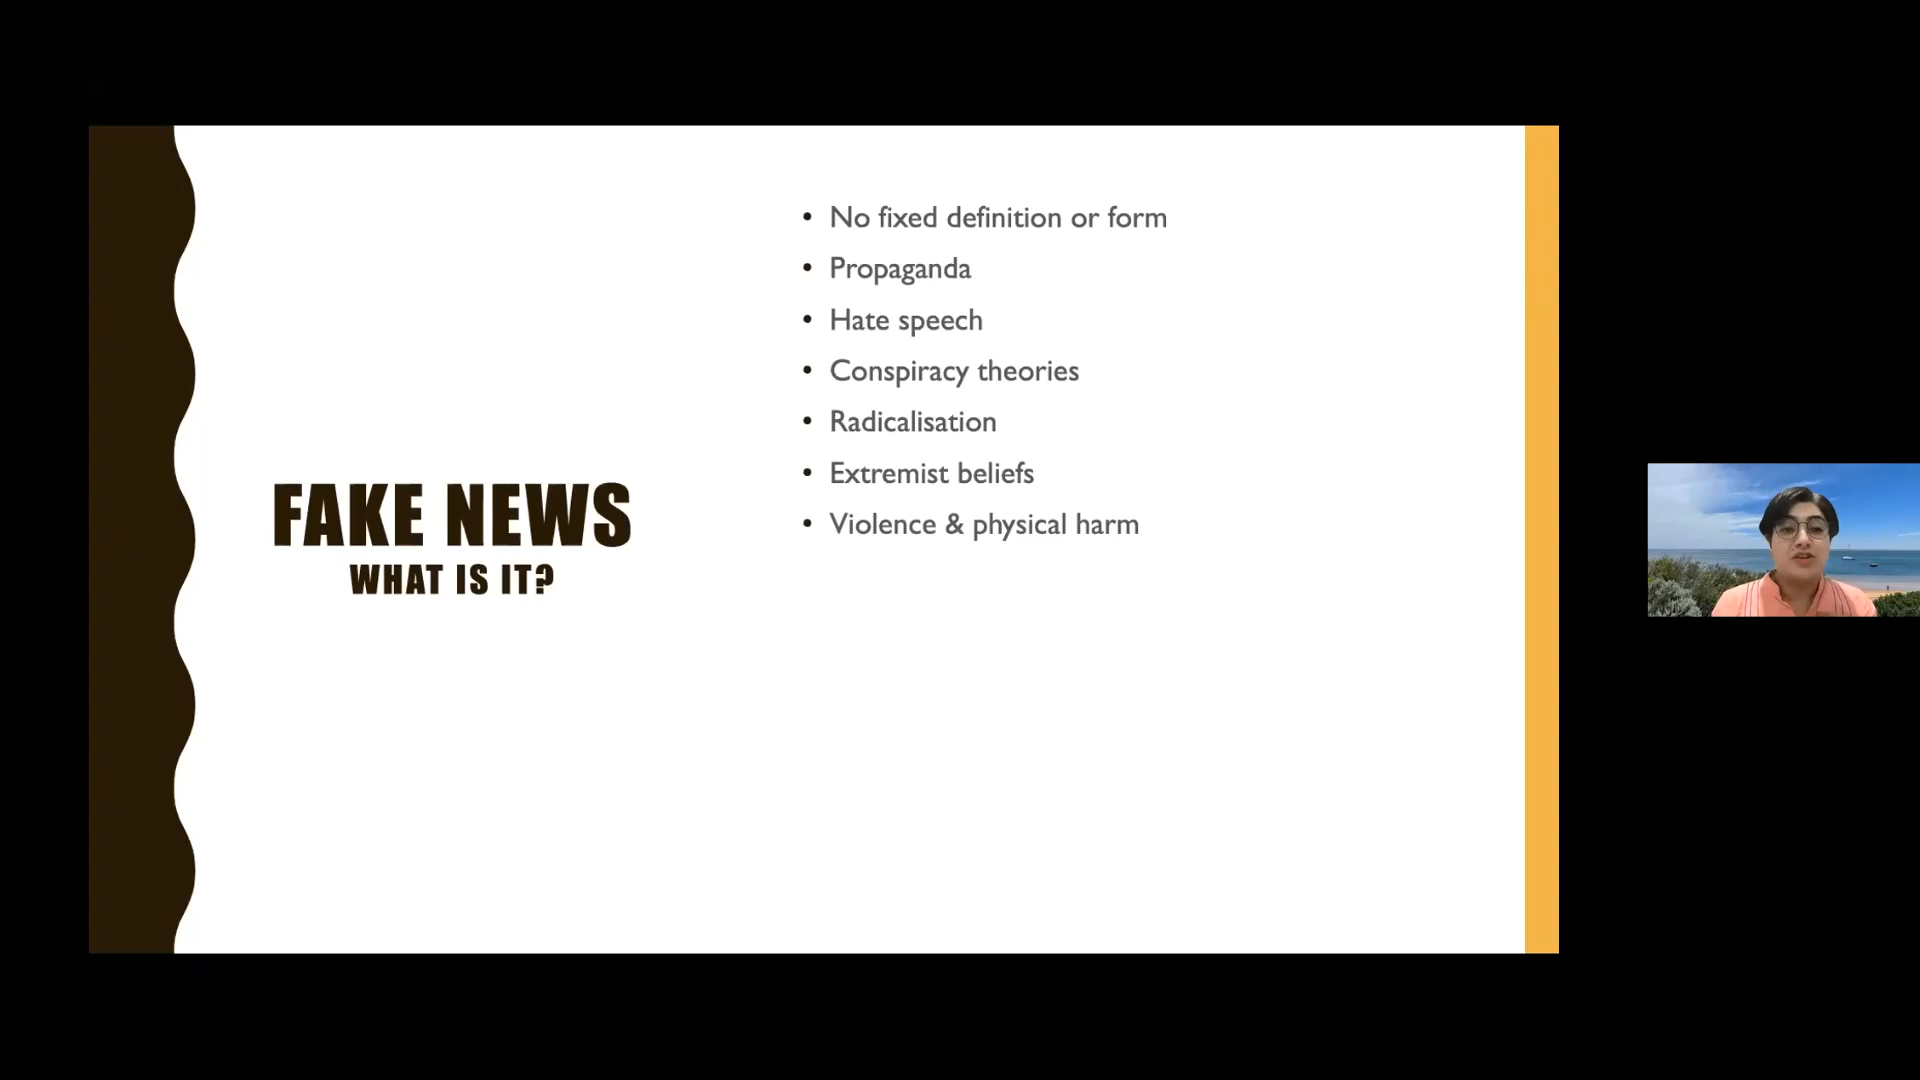 FAKE NEWS
WHAT IS IT?
• No fixed definition or form
• Propaganda
• Hate speech
• Conspiracy theories
• Radicalisation
• Extremist beliefs
• Violence & physical harm